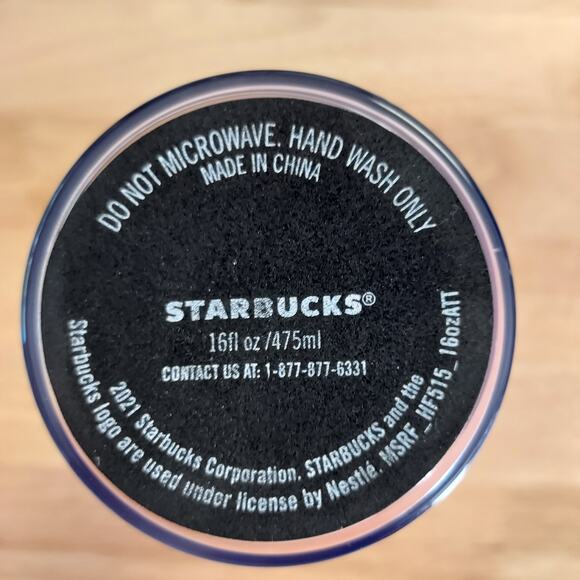 DO NOT MICROWAVE. HAND WASH ONLY
MADE IN CHINA
STARBUCKS®
16fl oz/475ml
CONTACT US AT: 1-877-877-6331
2021 Starbucks Corporation. STARBUCKS and the
Starbucks logo are used under license by Nestlé. MSRF_HF515_16ozATT